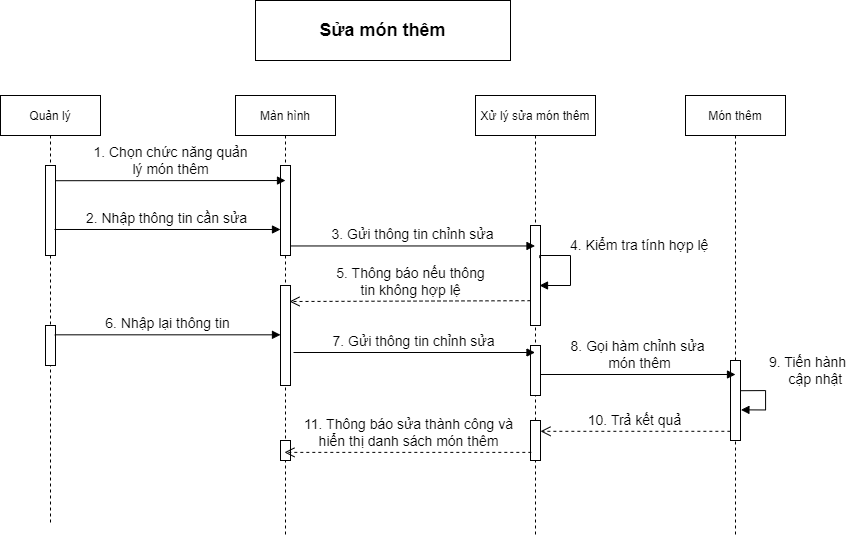 Sửa món thêm
Quản lý
Màn hình
Xử lý sửa món thêm
Món thêm
1. Chọn chức năng quản
lý món thêm
2. Nhập thông tin cần sửa
3. Gửi thông tin chỉnh sửa
4. Kiểm tra tính hợp lệ
5. Thông báo nếu thông
tin không hợp lệ
6. Nhập lại thông tin
7. Gửi thông tin chỉnh sửa
8. Gọi hàm chỉnh sửa
món thêm
9. Tiến hành
cập nhật
10. Trả kết quả
11. Thông báo sửa thành công và
hiển thị danh sách món thêm